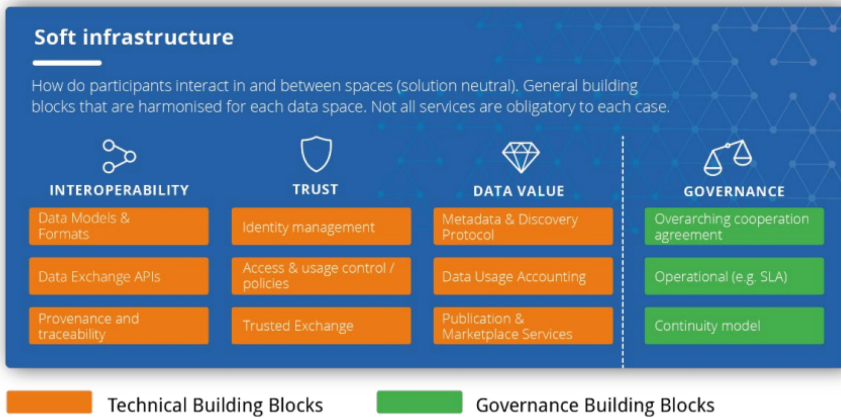 Soft infrastructure
How do participants interact in and between spaces (solution neutral). General building
blocks that are harmonised for each data space. Not all services are obligatory to each case.
INTEROPERABILITY
Data Models &
Formats
Data Exchange APIs
Provenance and
traceability
TRUST
Identity management
Access & usage control /
policies
Trusted Exchange
DATA VALUE
Metadata & Discovery
Protocol
Data Usage Accounting
Publication &
Marketplace Services
GOVERNANCE
Overarching cooperation
agreement
Operational (e.g. SLA)
Continuity model
Technical Building Blocks
Governance Building Blocks